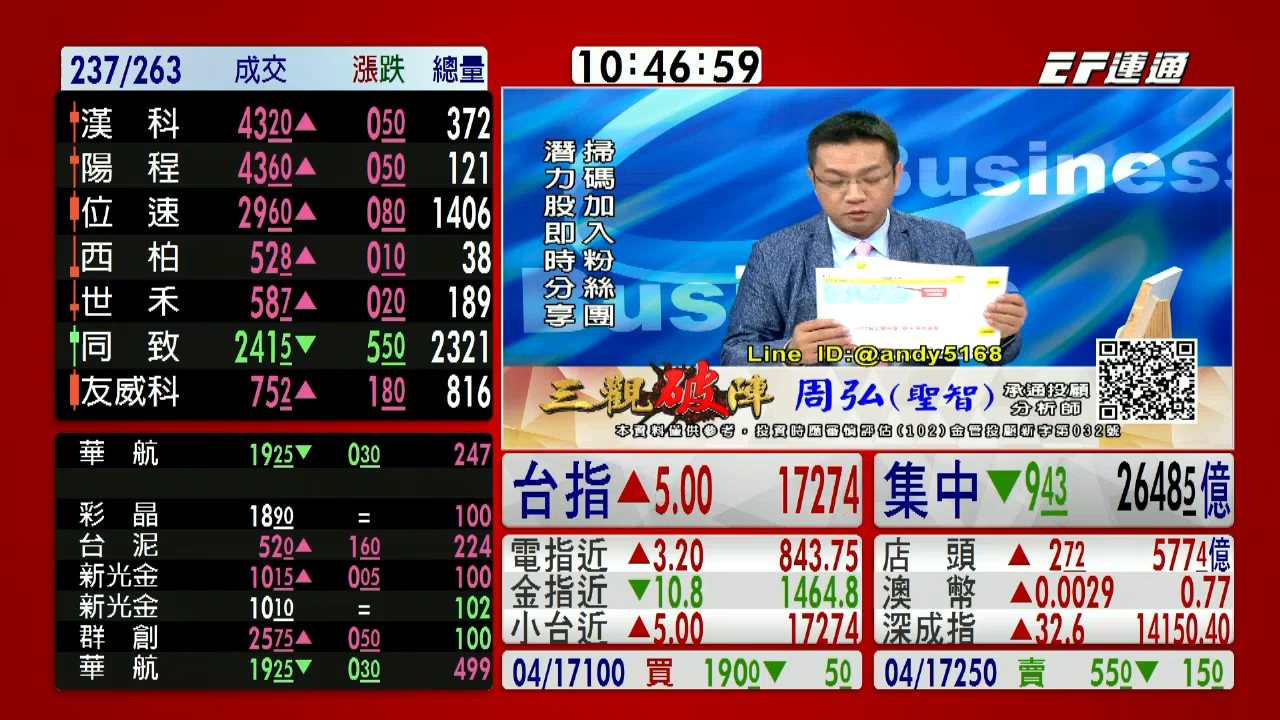 237/263 成交 漲跌 總量
漢科 4320▲ 050 372
陽程 4360▲ 050 121
位速 2960▲ 080 1406
西柏 528▲ 010 38
世禾 587▲ 020 189
同致 2415▼ 550 2321
友威科 752▲ 180 816
華航 1925▼ 030 247
彩晶 1890 = 100
台泥 520▲ 160 224
新光金 1015▲ 005 100
新光金 1010 = 102
群創 2575▲ 050 100
華航 1925▼ 030 499
10:46:59
EF運通
掃碼加入粉絲團
潛力股即時分享
Business
Busi
Line ID:@andy5168
三觀破陣 周弘(聖智) 承通投顧
分析師
本資料僅供參考，投資時應審慎評估(102)金管投顧新字第032號
台指▲5.00 17274
集中▼943 26485億
電指近▲3.20 843.75
金指近▼10.8 1464.8
小台近▲5.00 17274
店頭▲272 5774億
澳幣▲0.0029 0.77
深成指▲32.6 14150.40
04/17100 買 1900▼ 50
04/17250 賣 550▼ 150